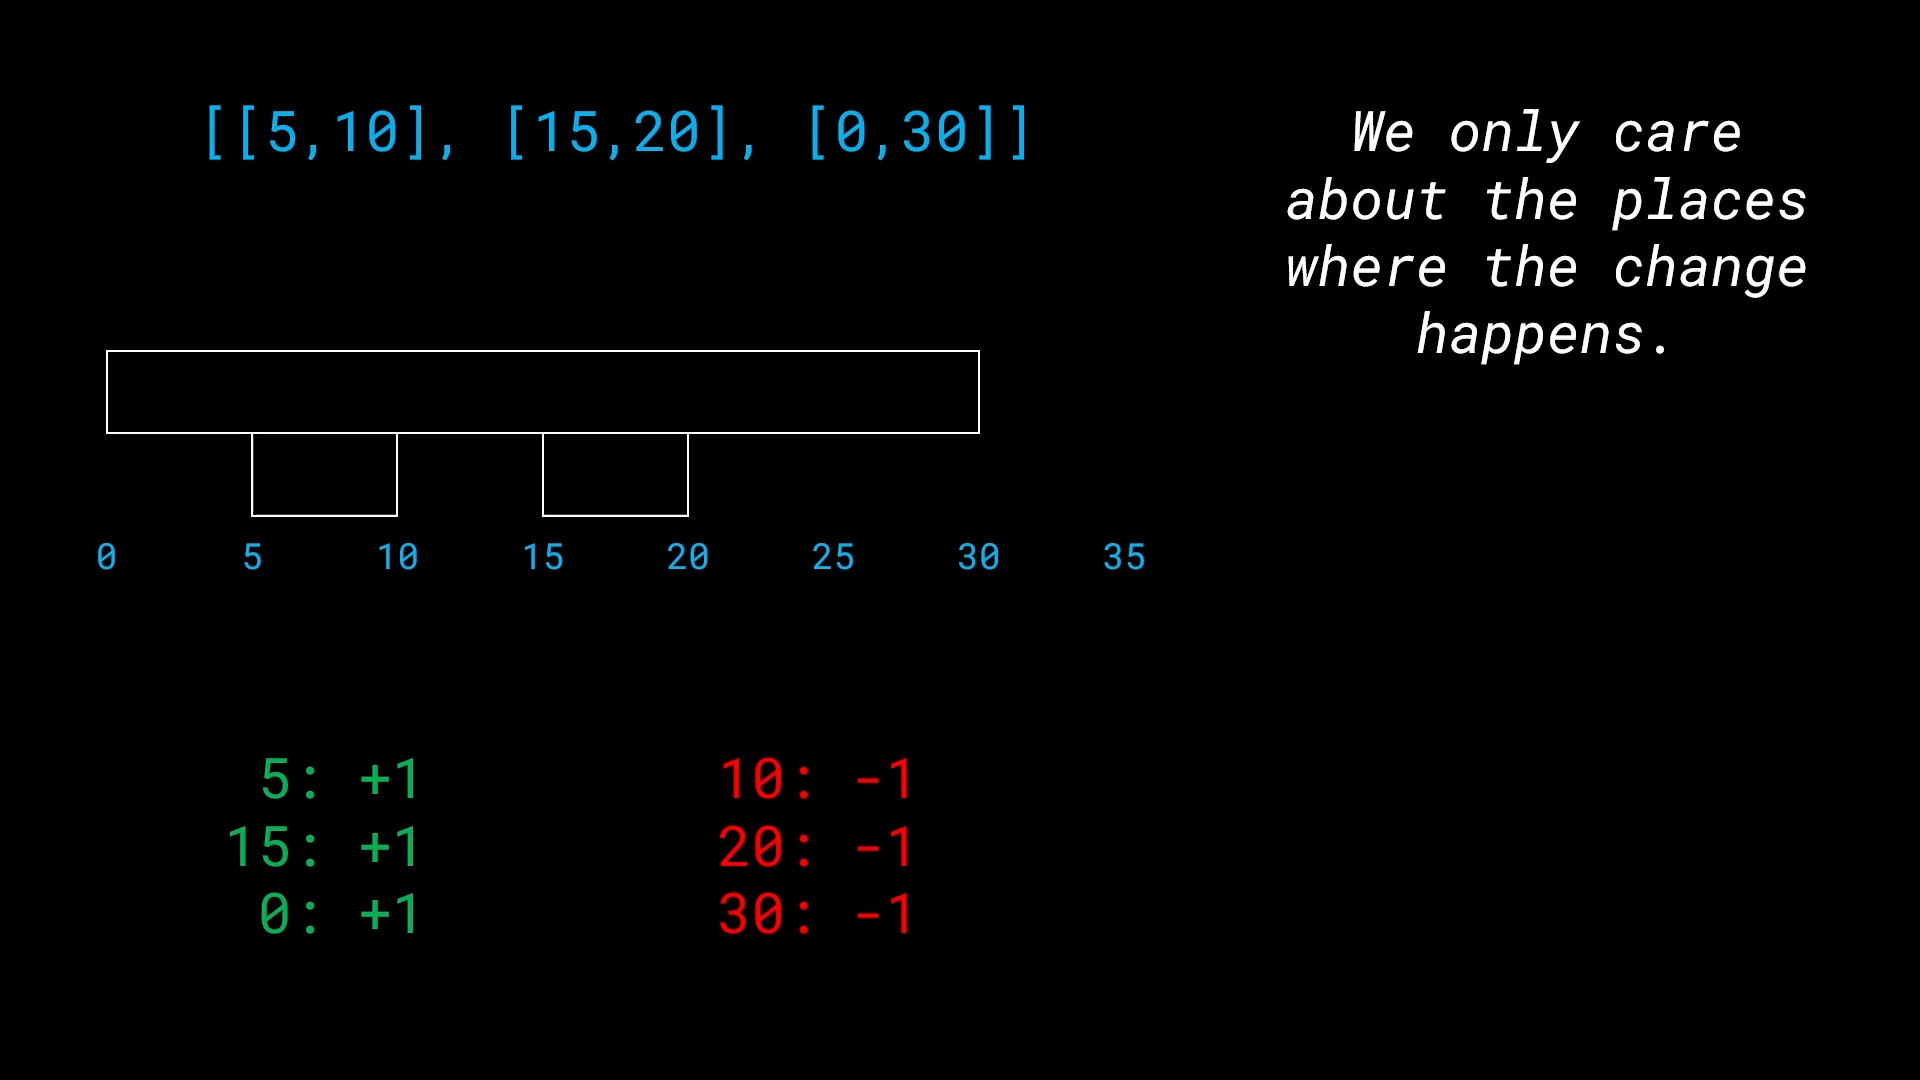 [[5,10], [15,20], [0,30]]
We only care
about the places
where the change
happens.
0 5 10 15 20 25 30 35
5: +1
15: +1
0: +1
10: -1
20: -1
30: -1